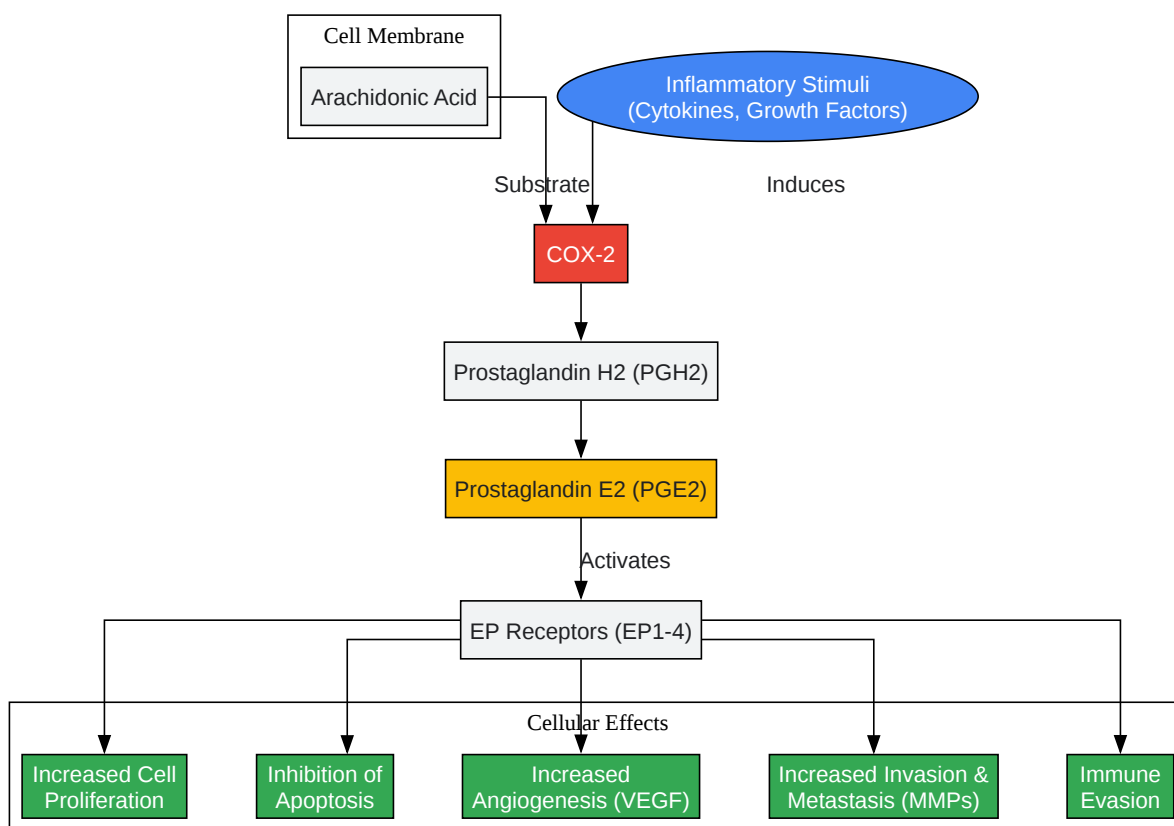 Cell Membrane
Arachidonic Acid
Inflammatory Stimuli
(Cytokines, Growth Factors)
Substrate
Induces
COX-2
Prostaglandin H2 (PGH2)
Prostaglandin E2 (PGE2)
Activates
EP Receptors (EP1-4)
Cellular Effects
Increased Cell
Proliferation
Inhibition of
Apoptosis
Increased
Angiogenesis (VEGF)
Increased Invasion &
Metastasis (MMPs)
Immune
Evasion